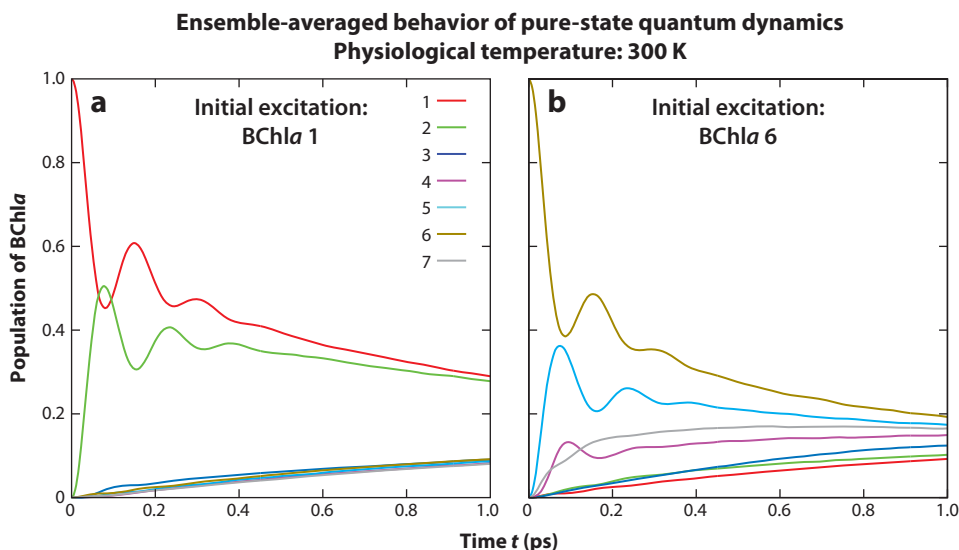 Ensemble-averaged behavior of pure-state quantum dynamics
Physiological temperature: 300 K
a
Initial excitation:
BChla 1
1
2
3
4
5
6
7
b
Initial excitation:
BChla 6
Population of BChla
1.0
0.8
0.6
0.4
0.2
0
0 0.2 0.4 0.6 0.8 1.0
0 0.2 0.4 0.6 0.8 1.0
Time t (ps)